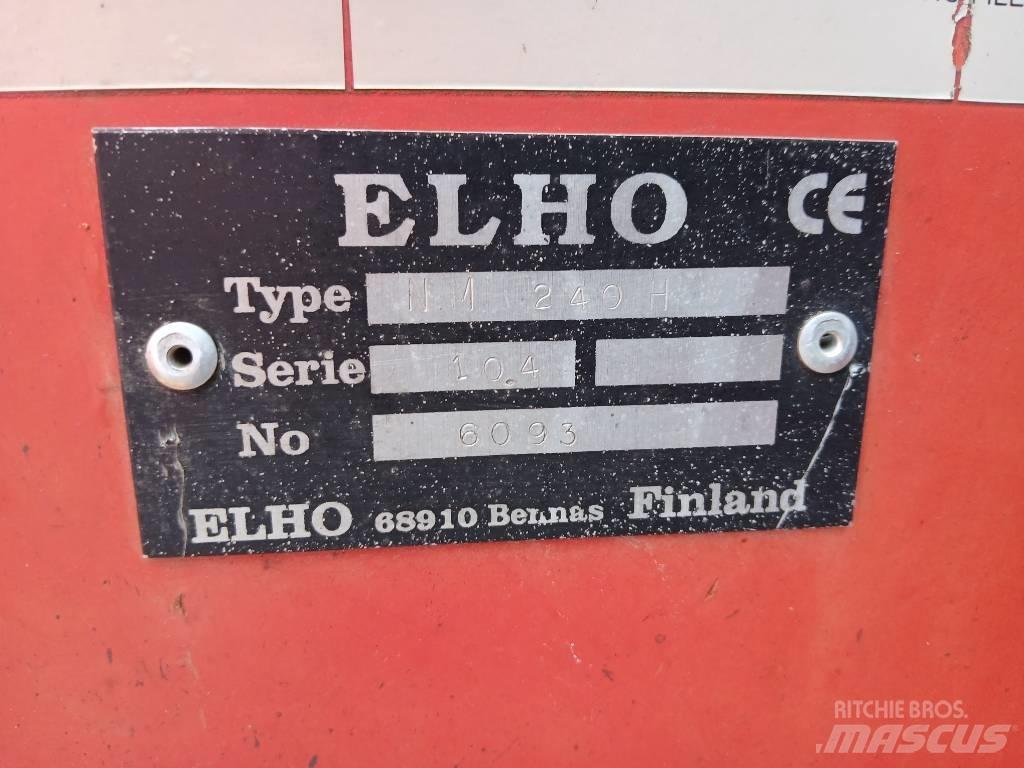 ELHO CE
Type NM 240 H
Serie 10.4
No 6093
ELHO 68910 Bennäs Finland
RITCHIE BROS.
MASCUS